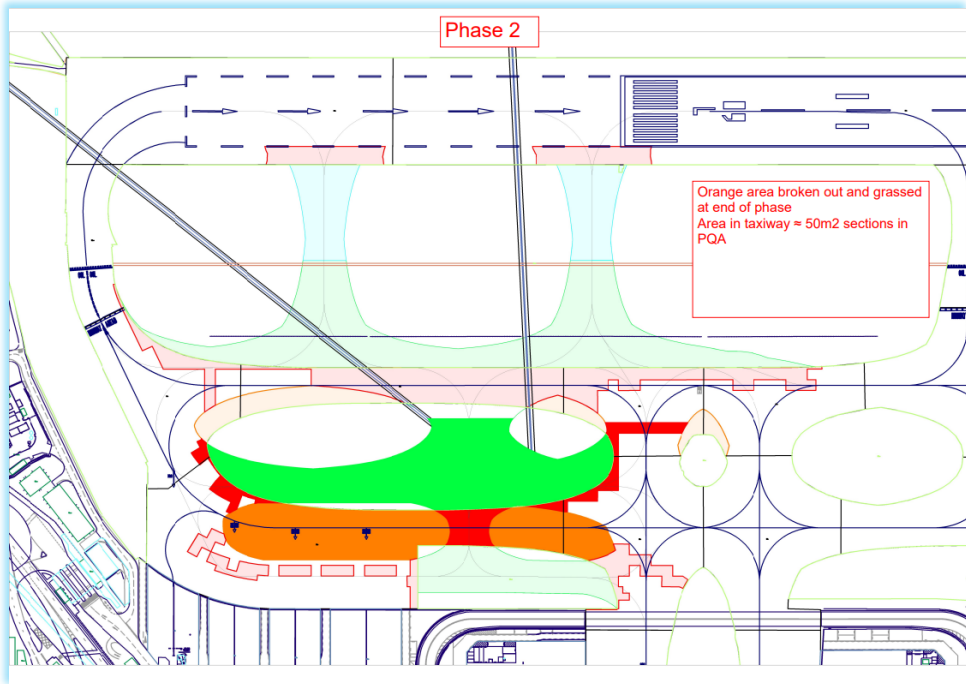 Phase 2
Orange area broken out and grassed
at end of phase
Area in taxiway ≈ 50m2 sections in
PQA